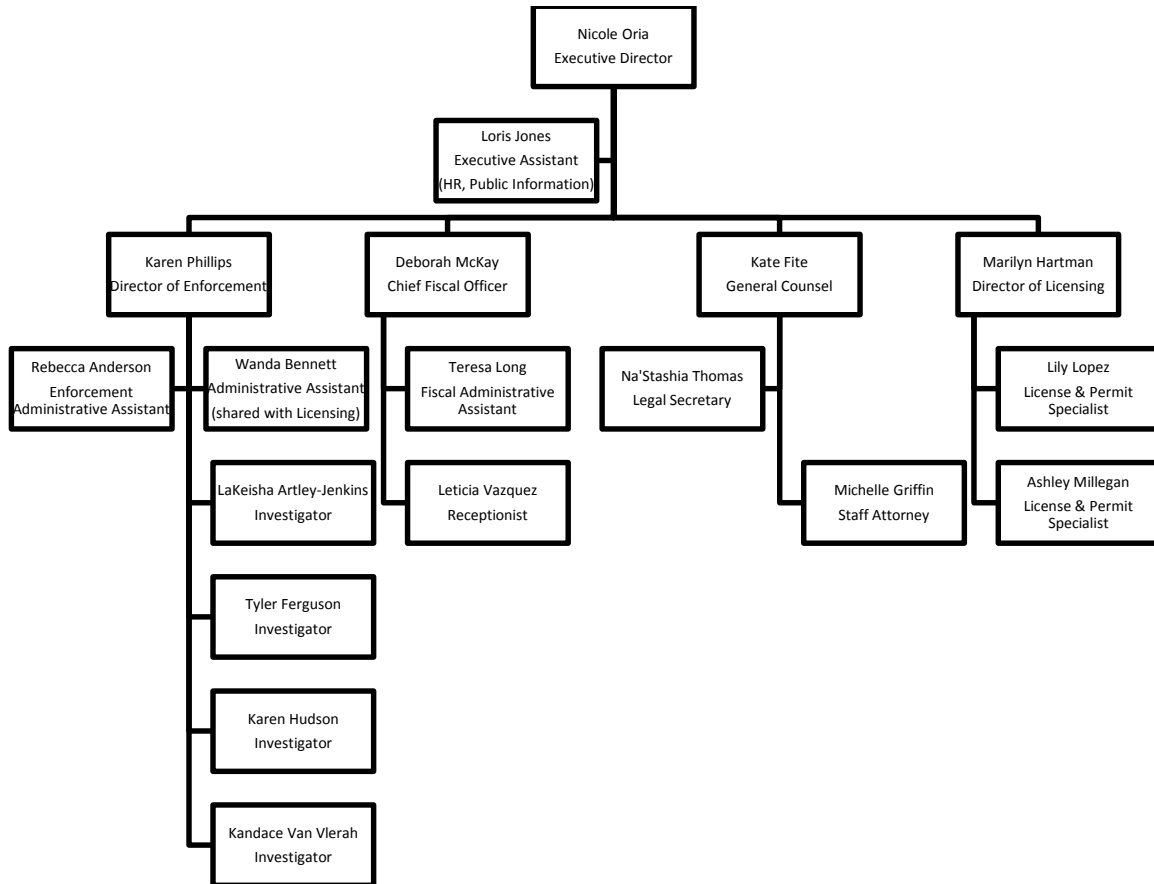 Nicole Oria
Executive Director
Loris Jones
Executive Assistant
(HR, Public Information)
Karen Phillips
Director of Enforcement
Deborah McKay
Chief Fiscal Officer
Kate Fite
General Counsel
Marilyn Hartman
Director of Licensing
Rebecca Anderson
Enforcement
Administrative Assistant
Wanda Bennett
Administrative Assistant
(shared with Licensing)
Teresa Long
Fiscal Administrative
Assistant
Na'Stashia Thomas
Legal Secretary
Lily Lopez
License & Permit
Specialist
LaKeisha Artley-Jenkins
Investigator
Leticia Vazquez
Receptionist
Michelle Griffin
Staff Attorney
Ashley Millegan
License & Permit
Specialist
Tyler Ferguson
Investigator
Karen Hudson
Investigator
Kandace Van Vlerah
Investigator